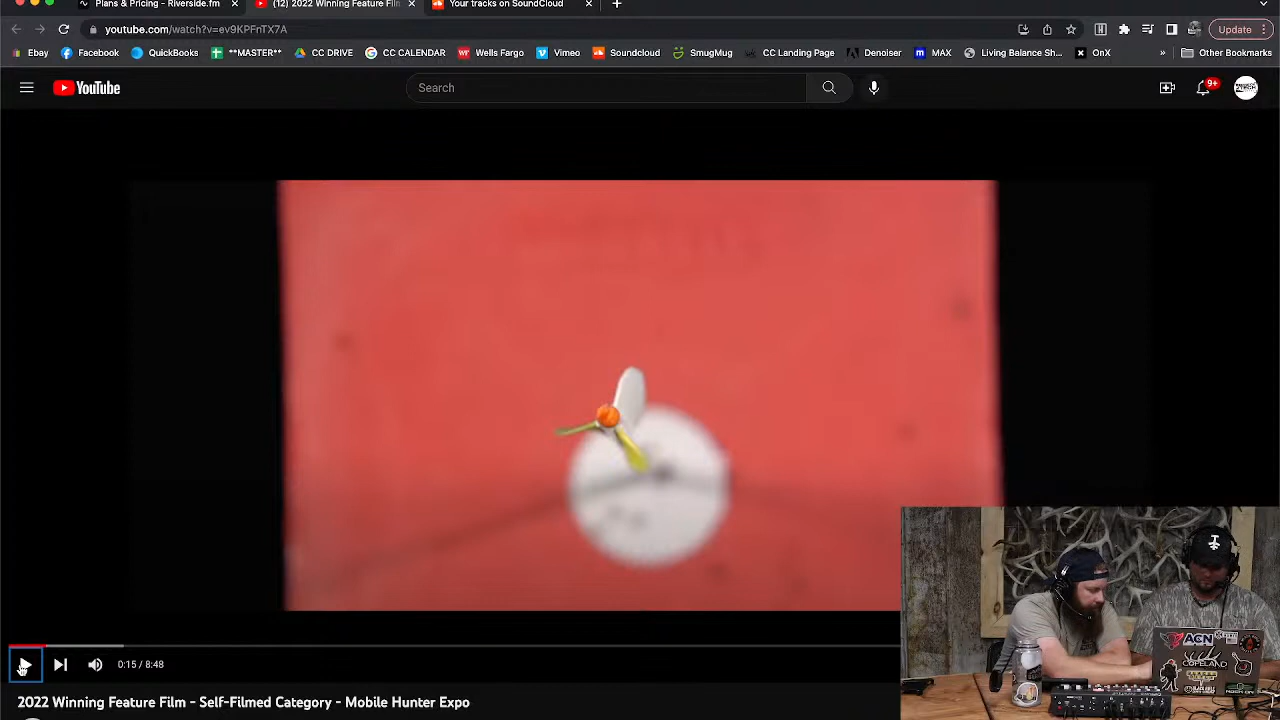 Plans & Pricing - Riverside.fm
(12) 2022 Winning Feature Fil
Your tracks on SoundCloud
youtube.com/watch?v=ev9KPFnTX7A
Update
Ebay
Facebook
QuickBooks
**MASTER**
CC DRIVE
CC CALENDAR
Wells Fargo
Vimeo
Soundcloud
SmugMug
CC Landing Page
Denoiser
MAX
Living Balance Sh...
OnX
Other Bookmarks
YouTube
Search
9+
ACN
COPELAND
0:15 / 8:48
2022 Winning Feature Film - Self-Filmed Category - Mobile Hunter Expo